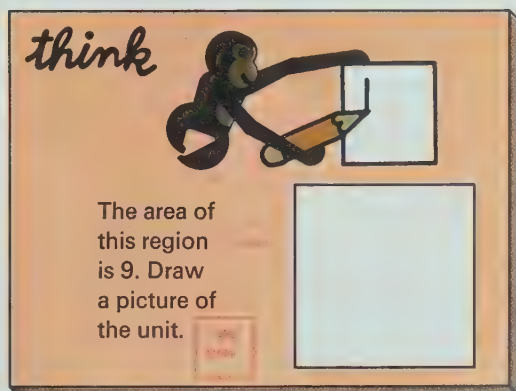 think
The area of
this region
is 9. Draw
a picture of
the unit.